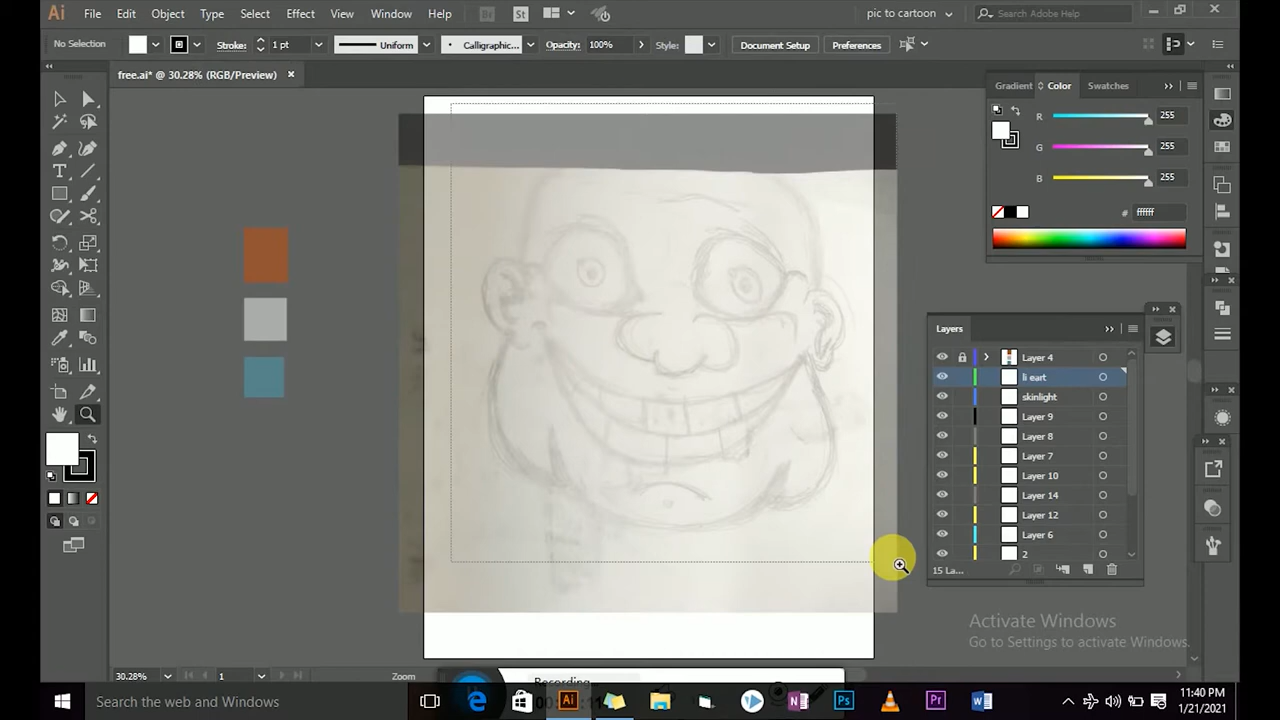 Ai File Edit Object Type Select Effect View Window Help Br St pic to cartoon Search Adobe Help
No Selection Stroke: 1 pt Uniform Calligraphic... Opacity: 100% Style: Document Setup Preferences
free.ai* @ 30.28% (RGB/Preview)
Gradient Color Swatches
R 255
G 255
B 255
# ffffff
Layers
Layer 4
li eart
skinlight
Layer 9
Layer 8
Layer 7
Layer 10
Layer 14
Layer 12
Layer 6
2
15 La...
Activate Windows
Go to Settings to activate Windows.
30.28% 1 Zoom
Recording
Search the web and Windows
Ai Ps Pr
11:40 PM
1/21/2021